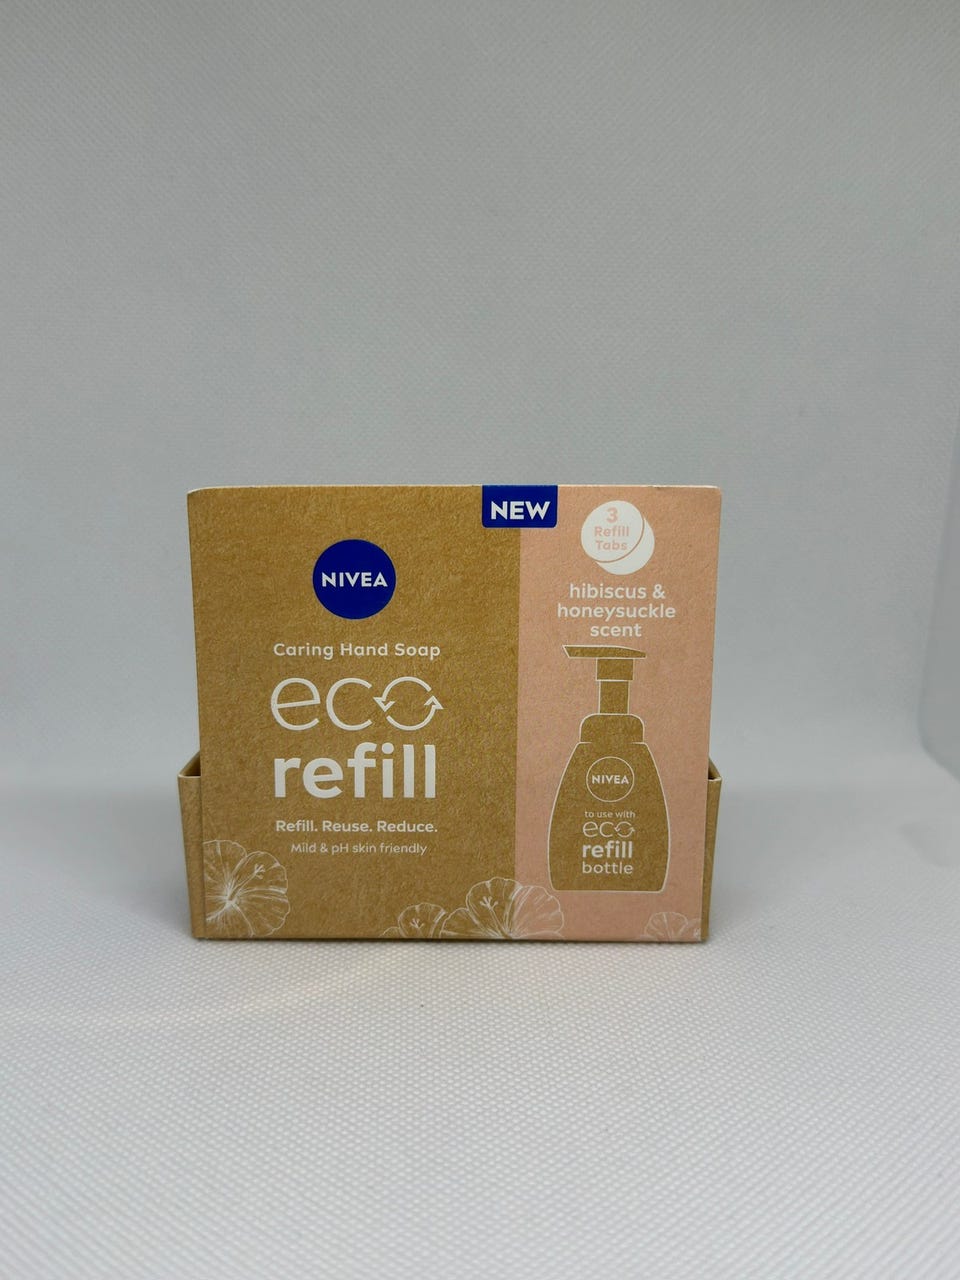 NEW
NIVEA
Caring Hand Soap
eco
refill
Refill. Reuse. Reduce.
Mild & pH skin friendly
3
Refill
Tabs
hibiscus &
honeysuckle
scent
NIVEA
to use with
eco
refill
bottle